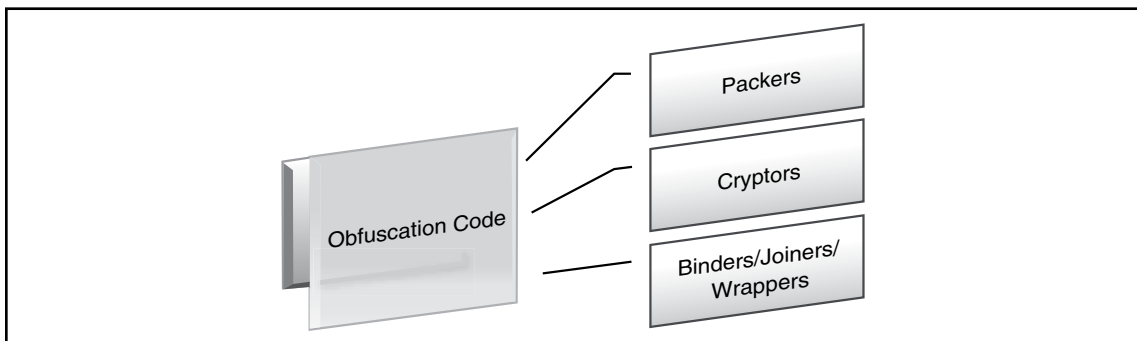 Obfuscation Code
Packers
Cryptors
Binders/Joiners/
Wrappers